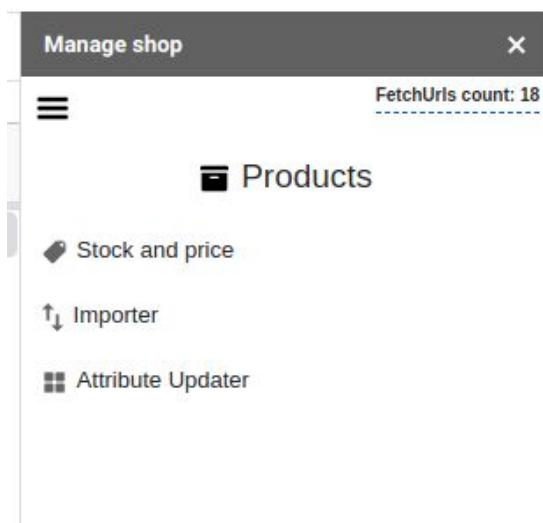 Manage shop
FetchUrls count: 18
Products
Stock and price
Importer
Attribute Updater